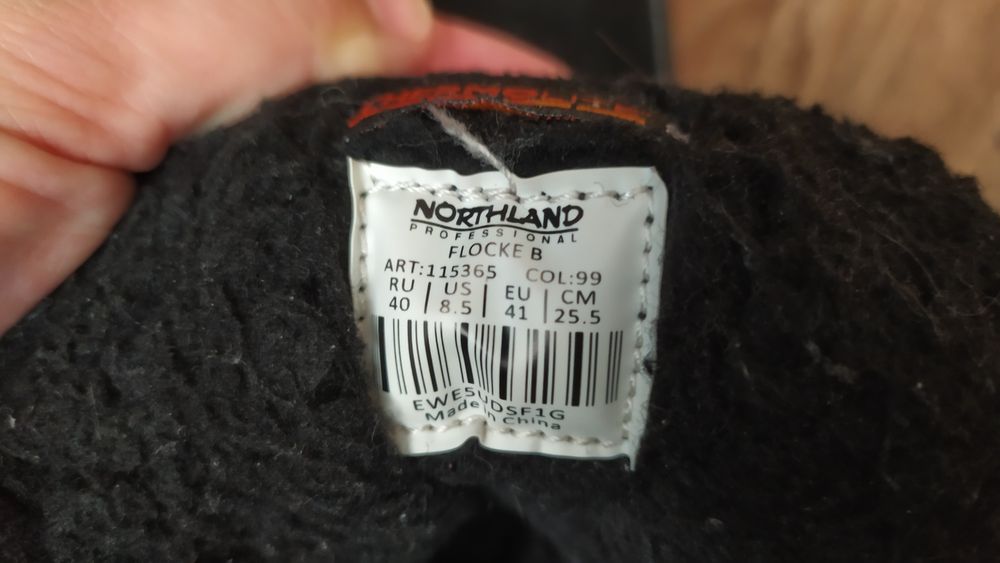 NORTHLAND
PROFESSIONAL
FLOCKE B
ART:115365 COL:99
RU | US | EU | CM
40 | 8.5 | 41 | 25.5
EWE5UDSF1G
Made in China